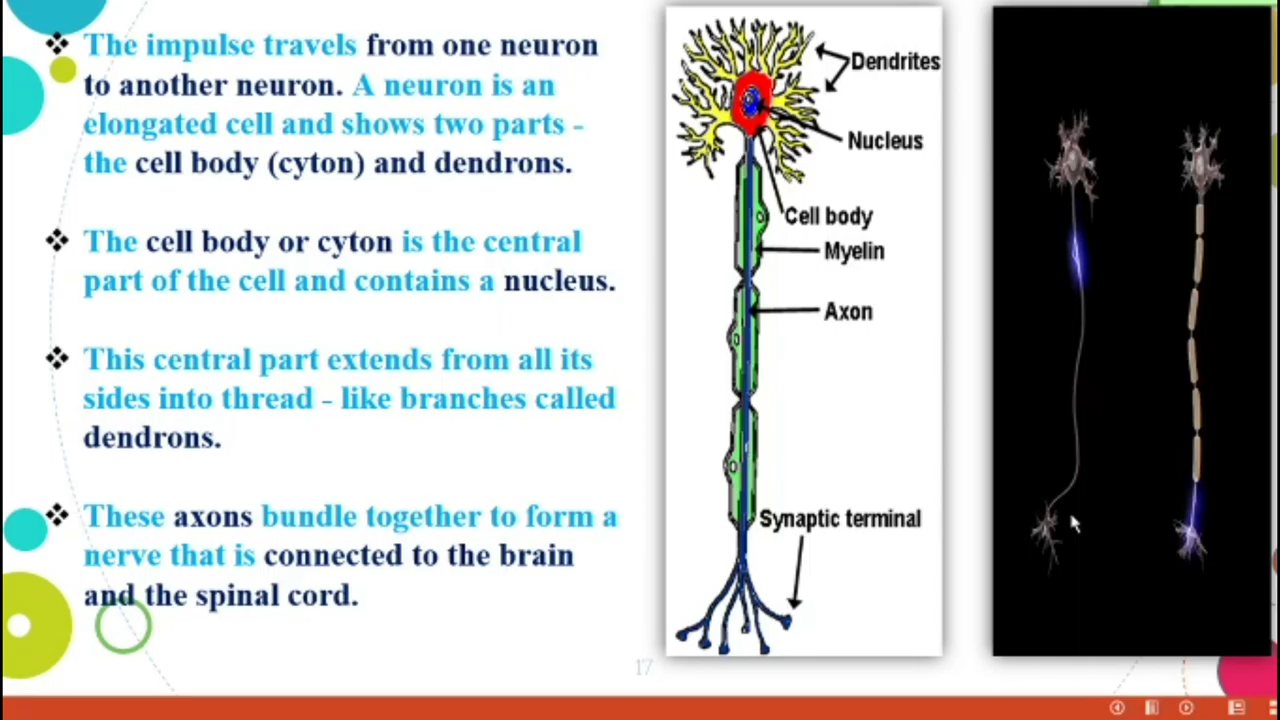 ❖ The impulse travels from one neuron
to another neuron. A neuron is an
elongated cell and shows two parts -
the cell body (cyton) and dendrons.
❖ The cell body or cyton is the central
part of the cell and contains a nucleus.
❖ This central part extends from all its
sides into thread - like branches called
dendrons.
❖ These axons bundle together to form a
nerve that is connected to the brain
and the spinal cord.
Dendrites
Nucleus
Cell body
Myelin
Axon
Synaptic terminal
17